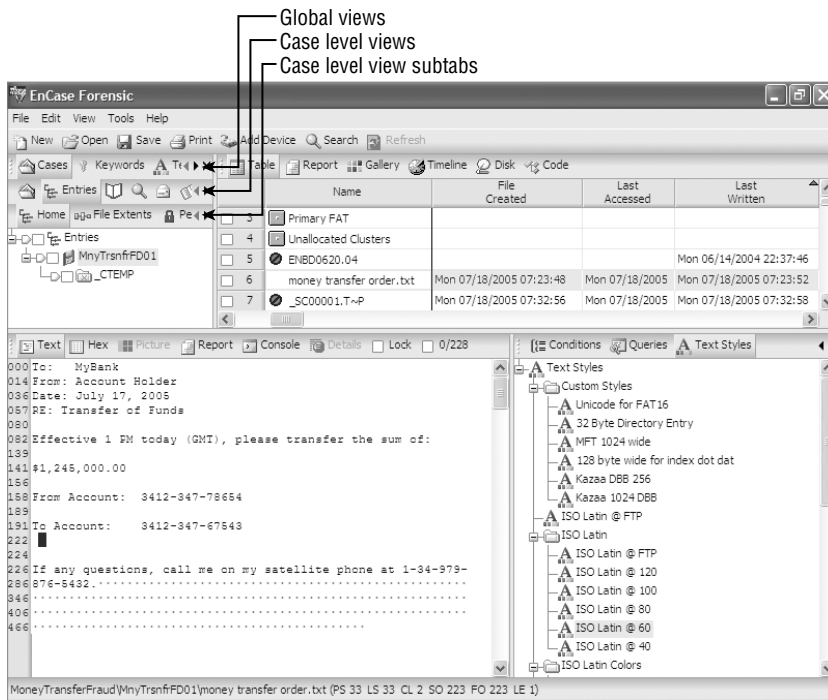 Global views
Case level views
Case level view subtabs
EnCase Forensic
File Edit View Tools Help
New Open Save Print Add Device Search Refresh
Cases Keywords Table Report Gallery Timeline Disk Code
Entries
Home File Extents Pe
Name File Created Last Accessed Last Written
Entries
MnyTrsnfrFD01
_CTEMP
3 Primary FAT
4 Unallocated Clusters
5 ENBD0620.04 Mon 06/14/2004 22:37:46
6 money transfer order.txt Mon 07/18/2005 07:23:48 Mon 07/18/2005 Mon 07/18/2005 07:23:52
7 _SC00001.T~P Mon 07/18/2005 07:32:56 Mon 07/18/2005 Mon 07/18/2005 07:32:58
Text Hex Picture Report Console Details Lock 0/228
000 To: MyBank
014 From: Account Holder
036 Date: July 17, 2005
057 RE: Transfer of Funds
080
082 Effective 1 PM today (GMT), please transfer the sum of:
139
141 $1,245,000.00
156
158 From Account: 3412-347-78654
189
191 To Account: 3412-347-67543
222
224
226 If any questions, call me on my satellite phone at 1-34-979-
286 876-5432.
346
406
466
Conditions Queries Text Styles
Text Styles
Custom Styles
Unicode for FAT16
32 Byte Directory Entry
MFT 1024 wide
128 byte wide for index dot dat
Kazaa DBB 256
Kazaa 1024 DBB
ISO Latin @ FTP
ISO Latin
ISO Latin @ FTP
ISO Latin @ 120
ISO Latin @ 100
ISO Latin @ 80
ISO Latin @ 60
ISO Latin @ 40
ISO Latin Colors
MoneyTransferFraud\MnyTrsnfrFD01\money transfer order.txt (PS 33 LS 33 CL 2 SO 223 FO 223 LE 1)